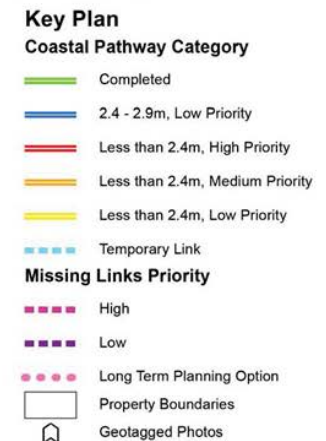 Key Plan
Coastal Pathway Category
Completed
2.4 - 2.9m, Low Priority
Less than 2.4m, High Priority
Less than 2.4m, Medium Priority
Less than 2.4m, Low Priority
Temporary Link
Missing Links Priority
High
Low
Long Term Planning Option
Property Boundaries
Geotagged Photos